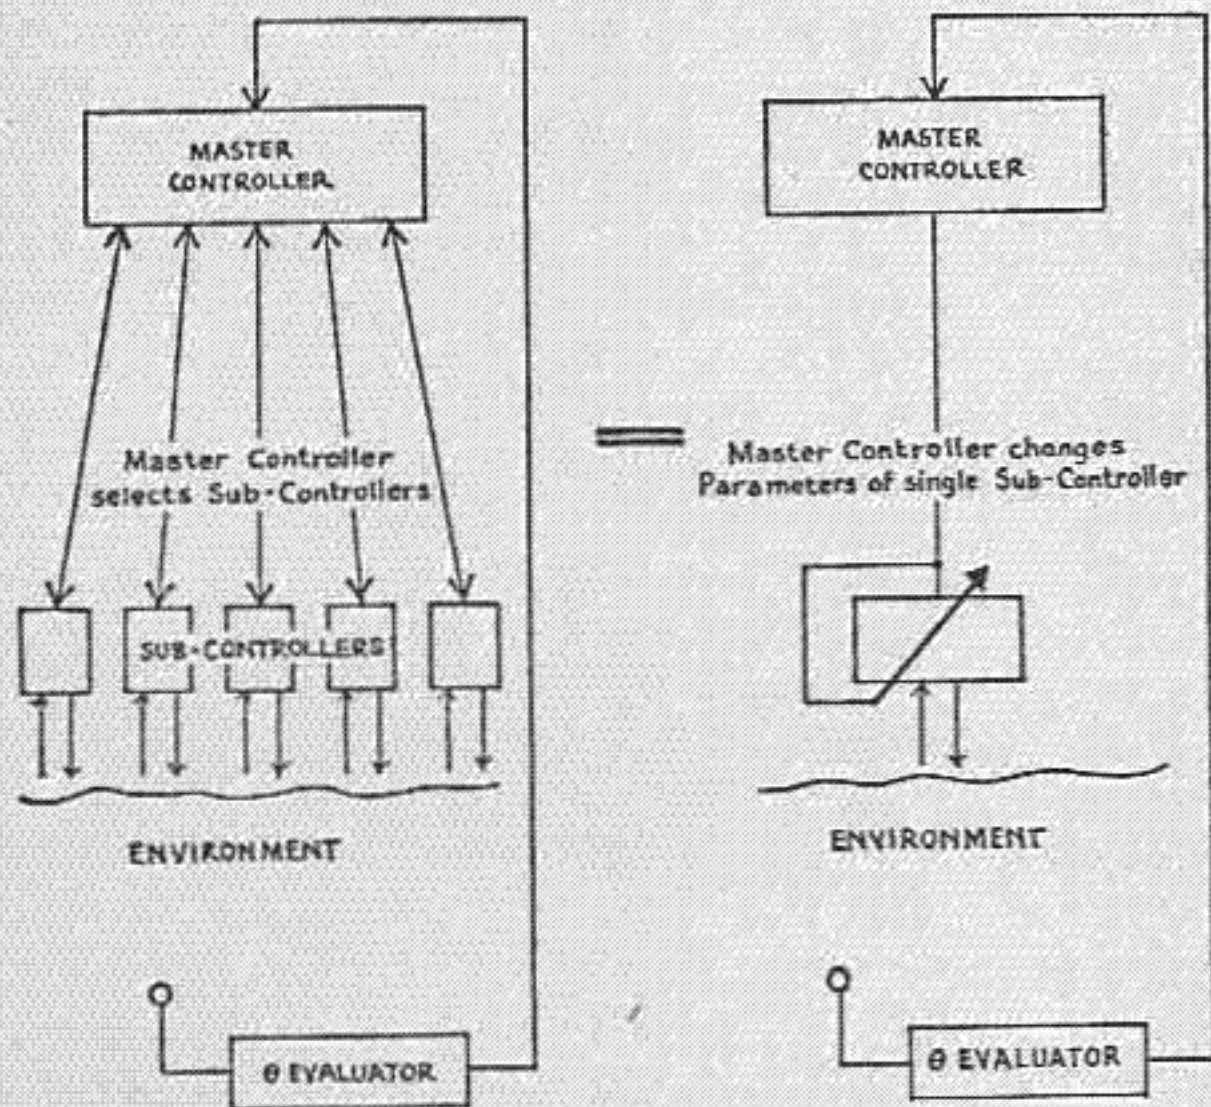 MASTER
CONTROLLER
Master Controller
selects Sub-Controllers
SUB-CONTROLLERS
ENVIRONMENT
θ EVALUATOR
=
MASTER
CONTROLLER
Master Controller changes
Parameters of single Sub-Controller
ENVIRONMENT
θ EVALUATOR